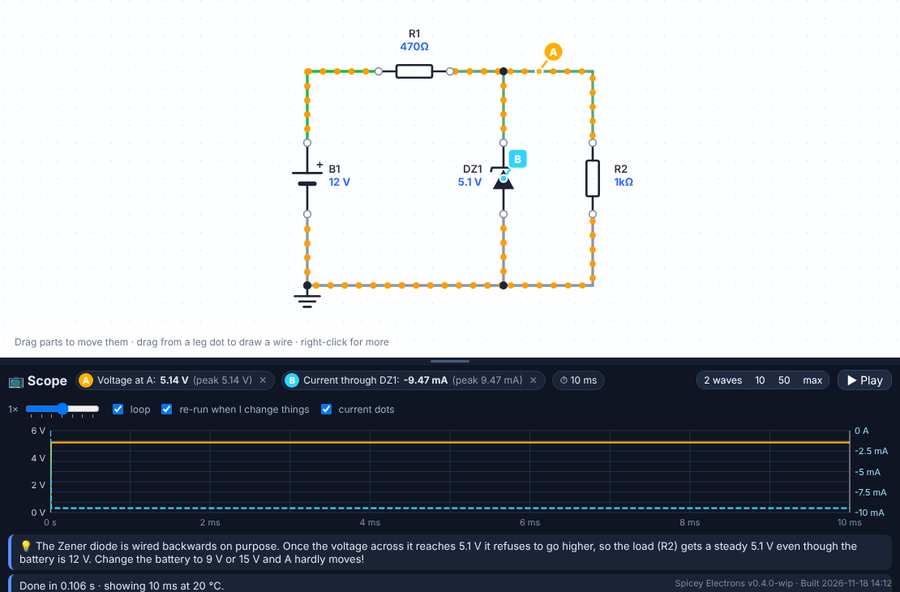 R1
470Ω
A
DZ1
5.1 V
B
+ B1
12 V
R2
1kΩ
Drag parts to move them · drag from a leg dot to draw a wire · right-click for more
Scope
A Voltage at A: 5.14 V (peak 5.14 V) ✕
B Current through DZ1: -9.47 mA (peak 9.47 mA) ✕
⏱ 10 ms
2 waves 10 50 max
▶ Play
1×
loop
re-run when I change things
current dots
6 V
4 V
2 V
0 V
0 A
-2.5 mA
-5 mA
-7.5 mA
-10 mA
0 s 2 ms 4 ms 6 ms 8 ms 10 ms
💡 The Zener diode is wired backwards on purpose. Once the voltage across it reaches 5.1 V it refuses to go higher, so the load (R2) gets a steady 5.1 V even though the
battery is 12 V. Change the battery to 9 V or 15 V and A hardly moves!
Done in 0.106 s · showing 10 ms at 20 °C.
Spicey Electrons v0.4.0-wip · Built 2026-11-18 14:12